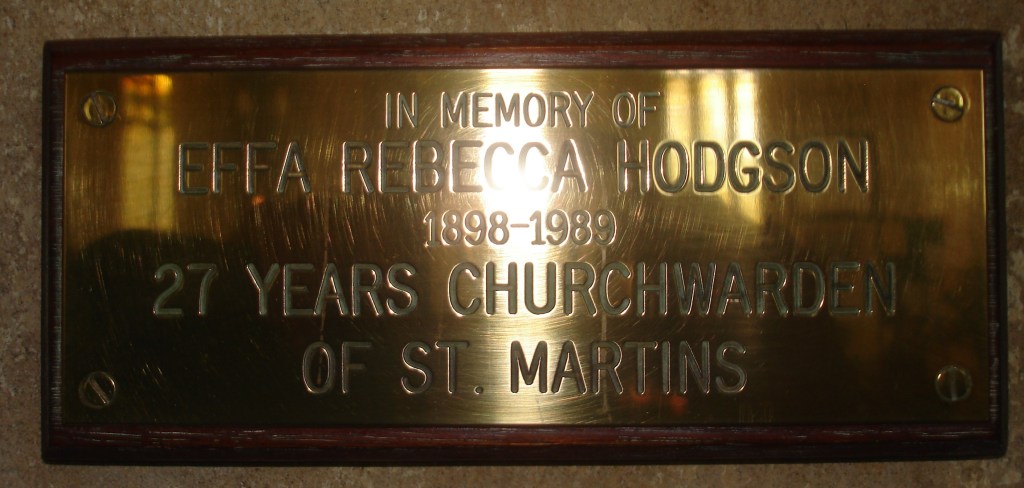 IN MEMORY OF
EFFA REBECCA HODGSON
1898-1989
27 YEARS CHURCHWARDEN
OF ST. MARTINS